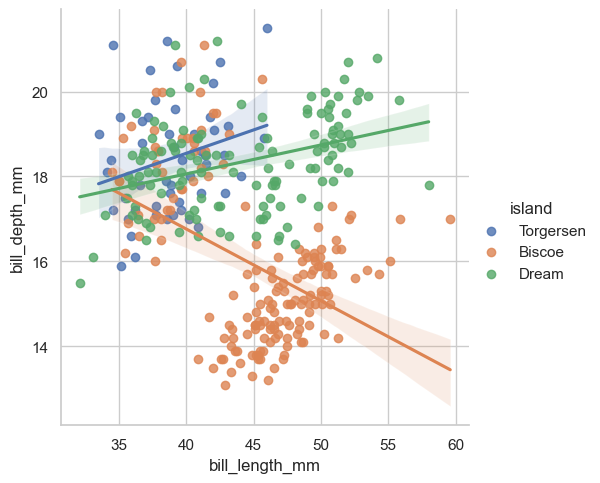 20
18
16
14
bill_depth_mm
35
40
45
50
55
60
bill_length_mm
island
Torgersen
Biscoe
Dream